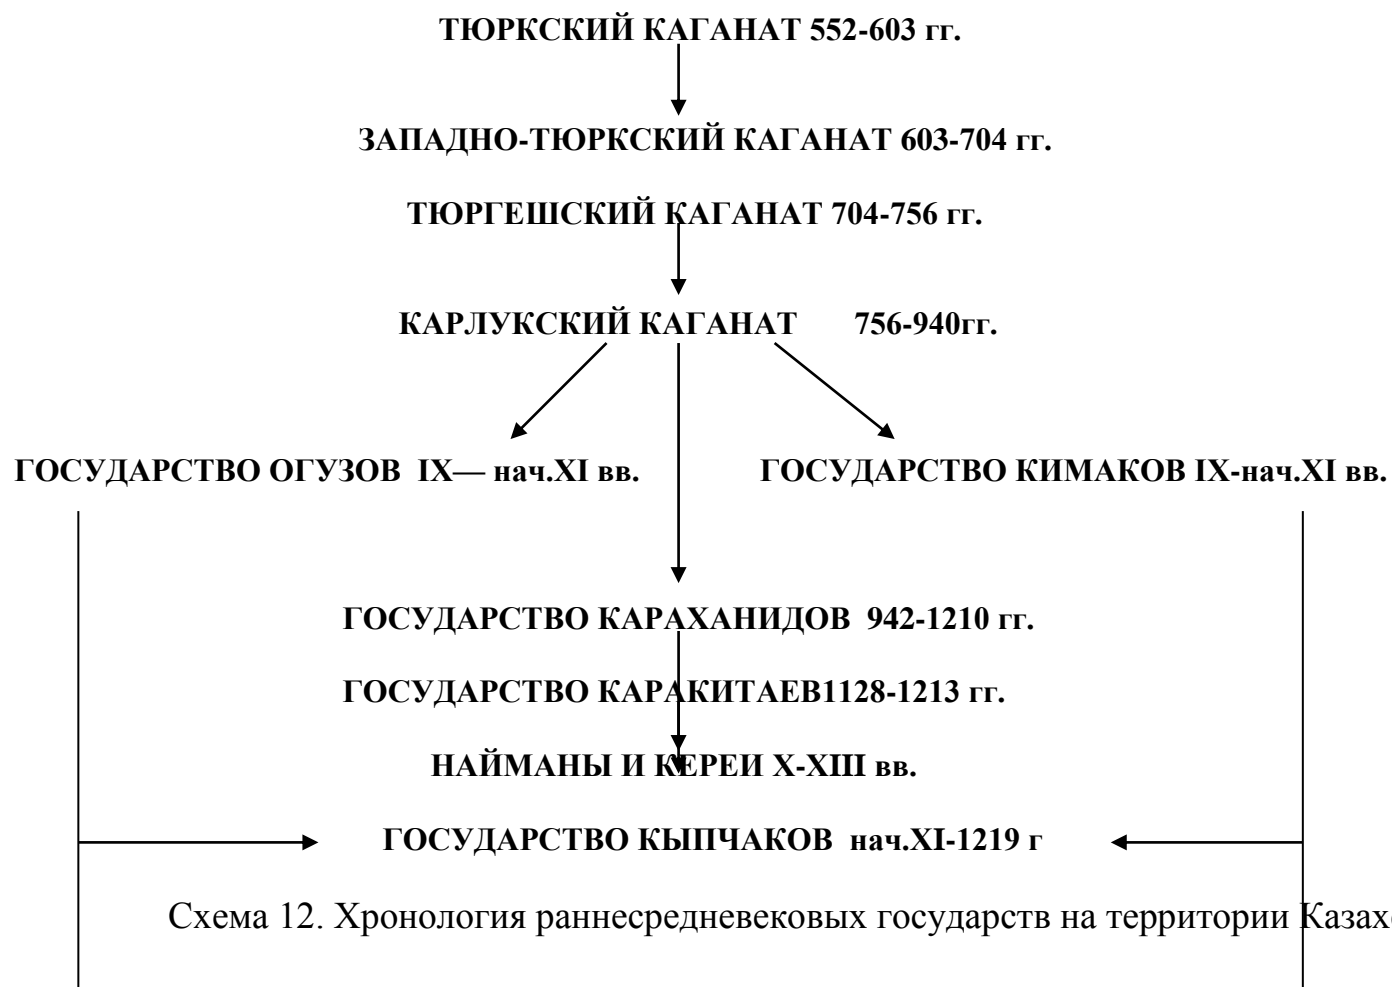 ТЮРКСКИЙ КАГАНАТ 552-603 гг.
ЗАПАДНО-ТЮРКСКИЙ КАГАНАТ 603-704 гг.
ТЮРГЕШСКИЙ КАГАНАТ 704-756 гг.
КАРЛУКСКИЙ КАГАНАТ 756-940гг.
ГОСУДАРСТВО ОГУЗОВ IX— нач.XI вв. ГОСУДАРСТВО КИМАКОВ IX-нач.XI вв.
ГОСУДАРСТВО КАРАХАНИДОВ 942-1210 гг.
ГОСУДАРСТВО КАРАКИТАЕВ1128-1213 гг.
НАЙМАНЫ И КЕРЕИ X-XIII вв.
ГОСУДАРСТВО КЫПЧАКОВ нач.XI-1219 г
Схема 12. Хронология раннесредневековых государств на территории